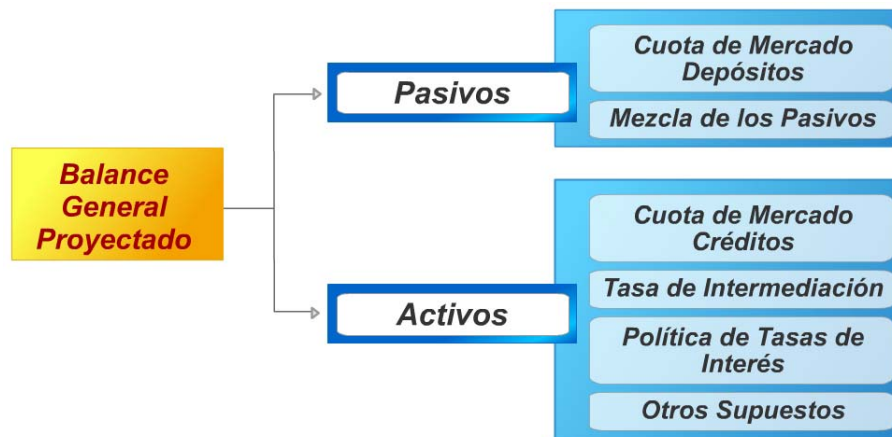 Balance
General
Proyectado
Pasivos
Cuota de Mercado
Depósitos
Mezcla de los Pasivos
Activos
Cuota de Mercado
Créditos
Tasa de Intermediación
Política de Tasas de
Interés
Otros Supuestos